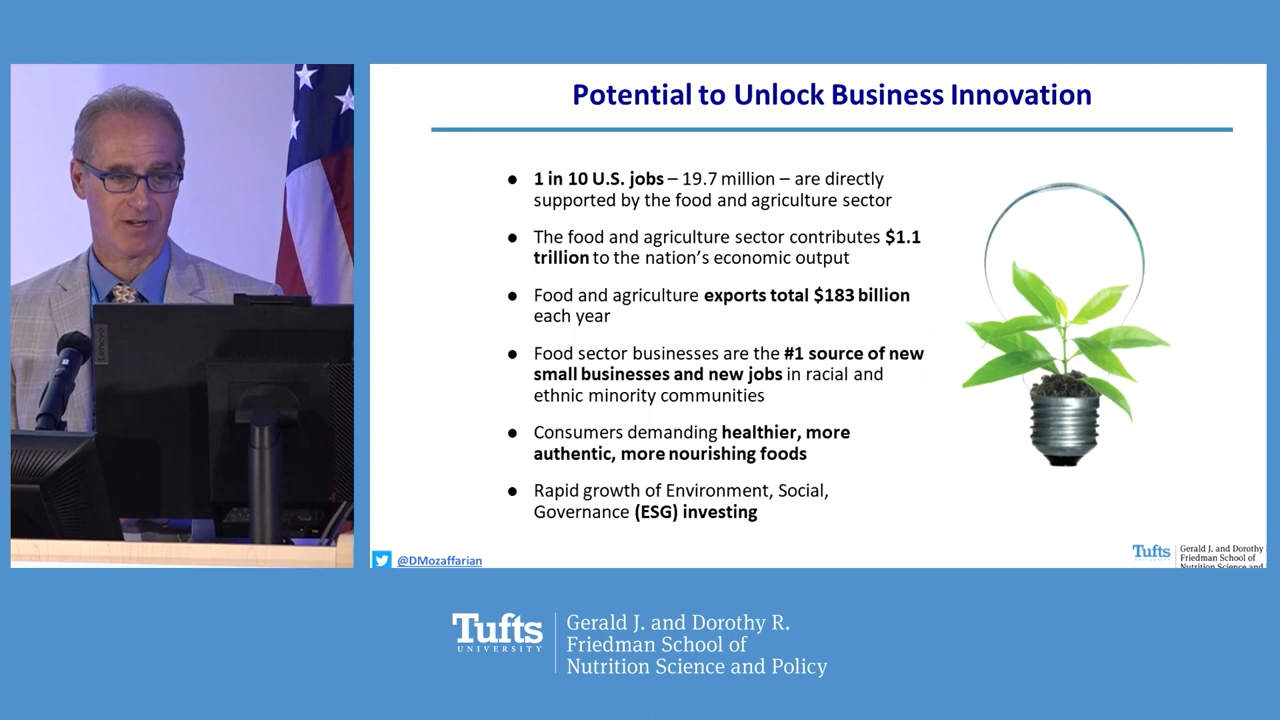 Potential to Unlock Business Innovation
● 1 in 10 U.S. jobs – 19.7 million – are directly
supported by the food and agriculture sector
● The food and agriculture sector contributes $1.1
trillion to the nation's economic output
● Food and agriculture exports total $183 billion
each year
● Food sector businesses are the #1 source of new
small businesses and new jobs in racial and
ethnic minority communities
● Consumers demanding healthier, more
authentic, more nourishing foods
● Rapid growth of Environment, Social,
Governance (ESG) investing
@DMozaffarian
Tufts
UNIVERSITY
Gerald J. and Dorothy
Friedman School of
Nutrition Science and
Lenovo
Tufts
UNIVERSITY
Gerald J. and Dorothy R.
Friedman School of
Nutrition Science and Policy